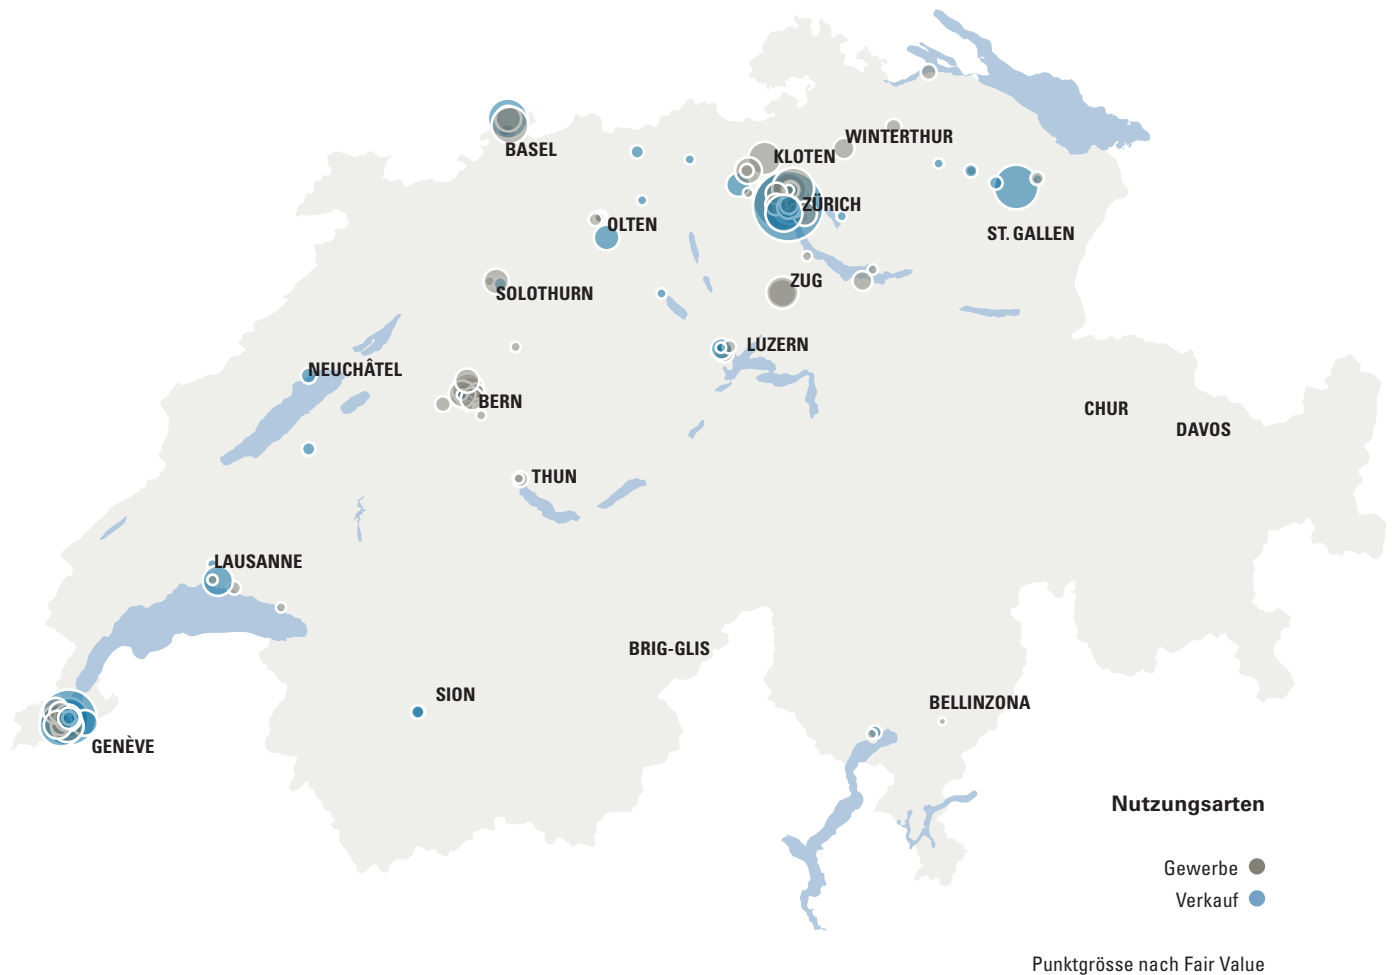 WINTERTHUR
BASEL
KLOTEN
ZÜRICH
OLTEN
ST. GALLEN
ZUG
SOLOTHURN
LUZERN
NEUCHÂTEL
BERN
CHUR
DAVOS
THUN
LAUSANNE
BRIG-GLIS
SION
BELLINZONA
GENÈVE
Nutzungsarten
Gewerbe
Verkauf
Punktgrösse nach Fair Value